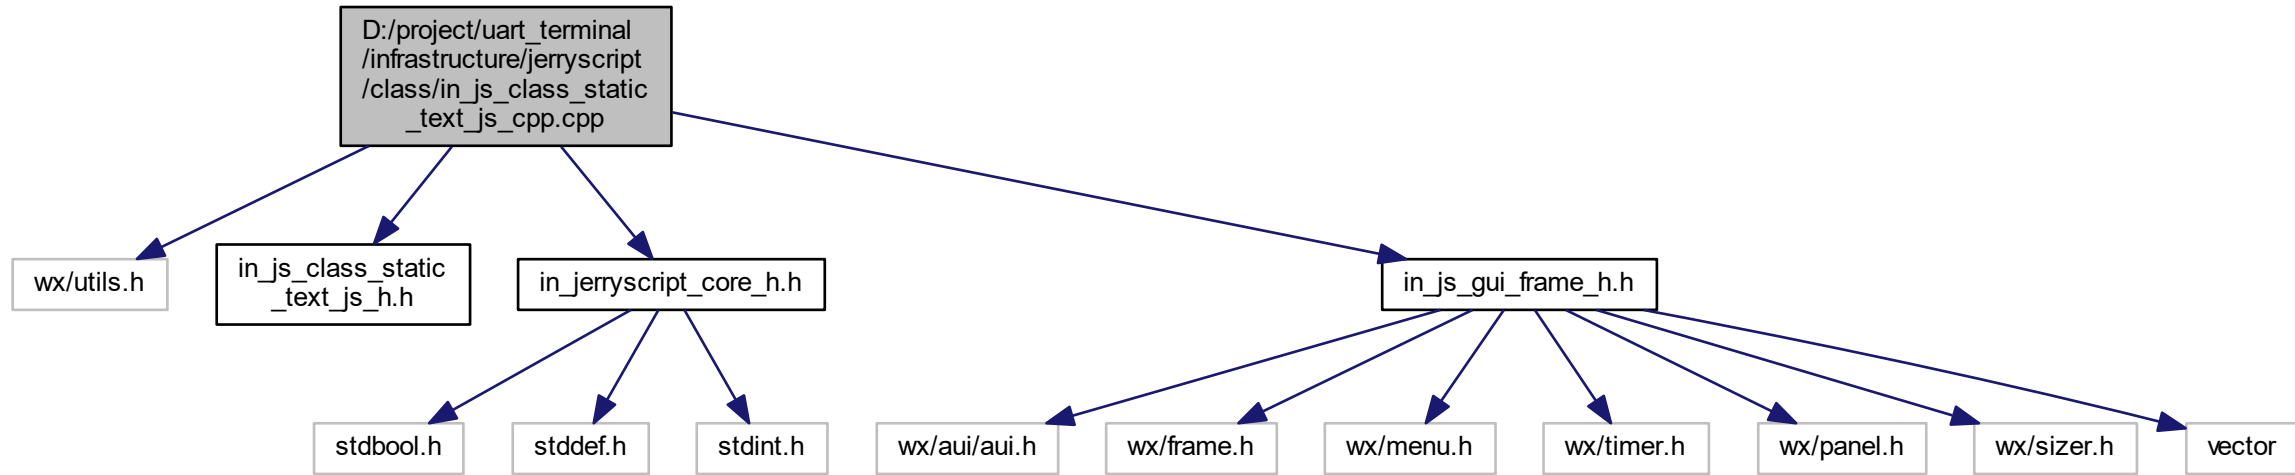 D:/project/uart_terminal
/infrastructure/jerryscript
/class/in_js_class_static
_text_js_cpp.cpp
wx/utils.h
in_js_class_static
_text_js_h.h
in_jerryscript_core_h.h
in_js_gui_frame_h.h
stdbool.h
stddef.h
stdint.h
wx/aui/aui.h
wx/frame.h
wx/menu.h
wx/timer.h
wx/panel.h
wx/sizer.h
vector